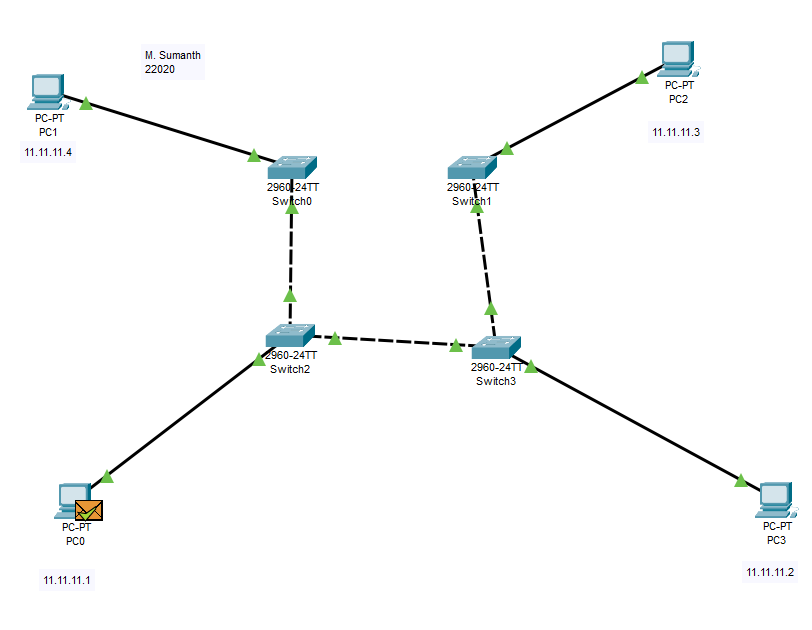 M. Sumanth
22020
PC-PT
PC1
11.11.11.4
PC-PT
PC2
11.11.11.3
2960-24TT
Switch0
2960-24TT
Switch1
2960-24TT
Switch2
2960-24TT
Switch3
PC-PT
PC0
11.11.11.1
PC-PT
PC3
11.11.11.2